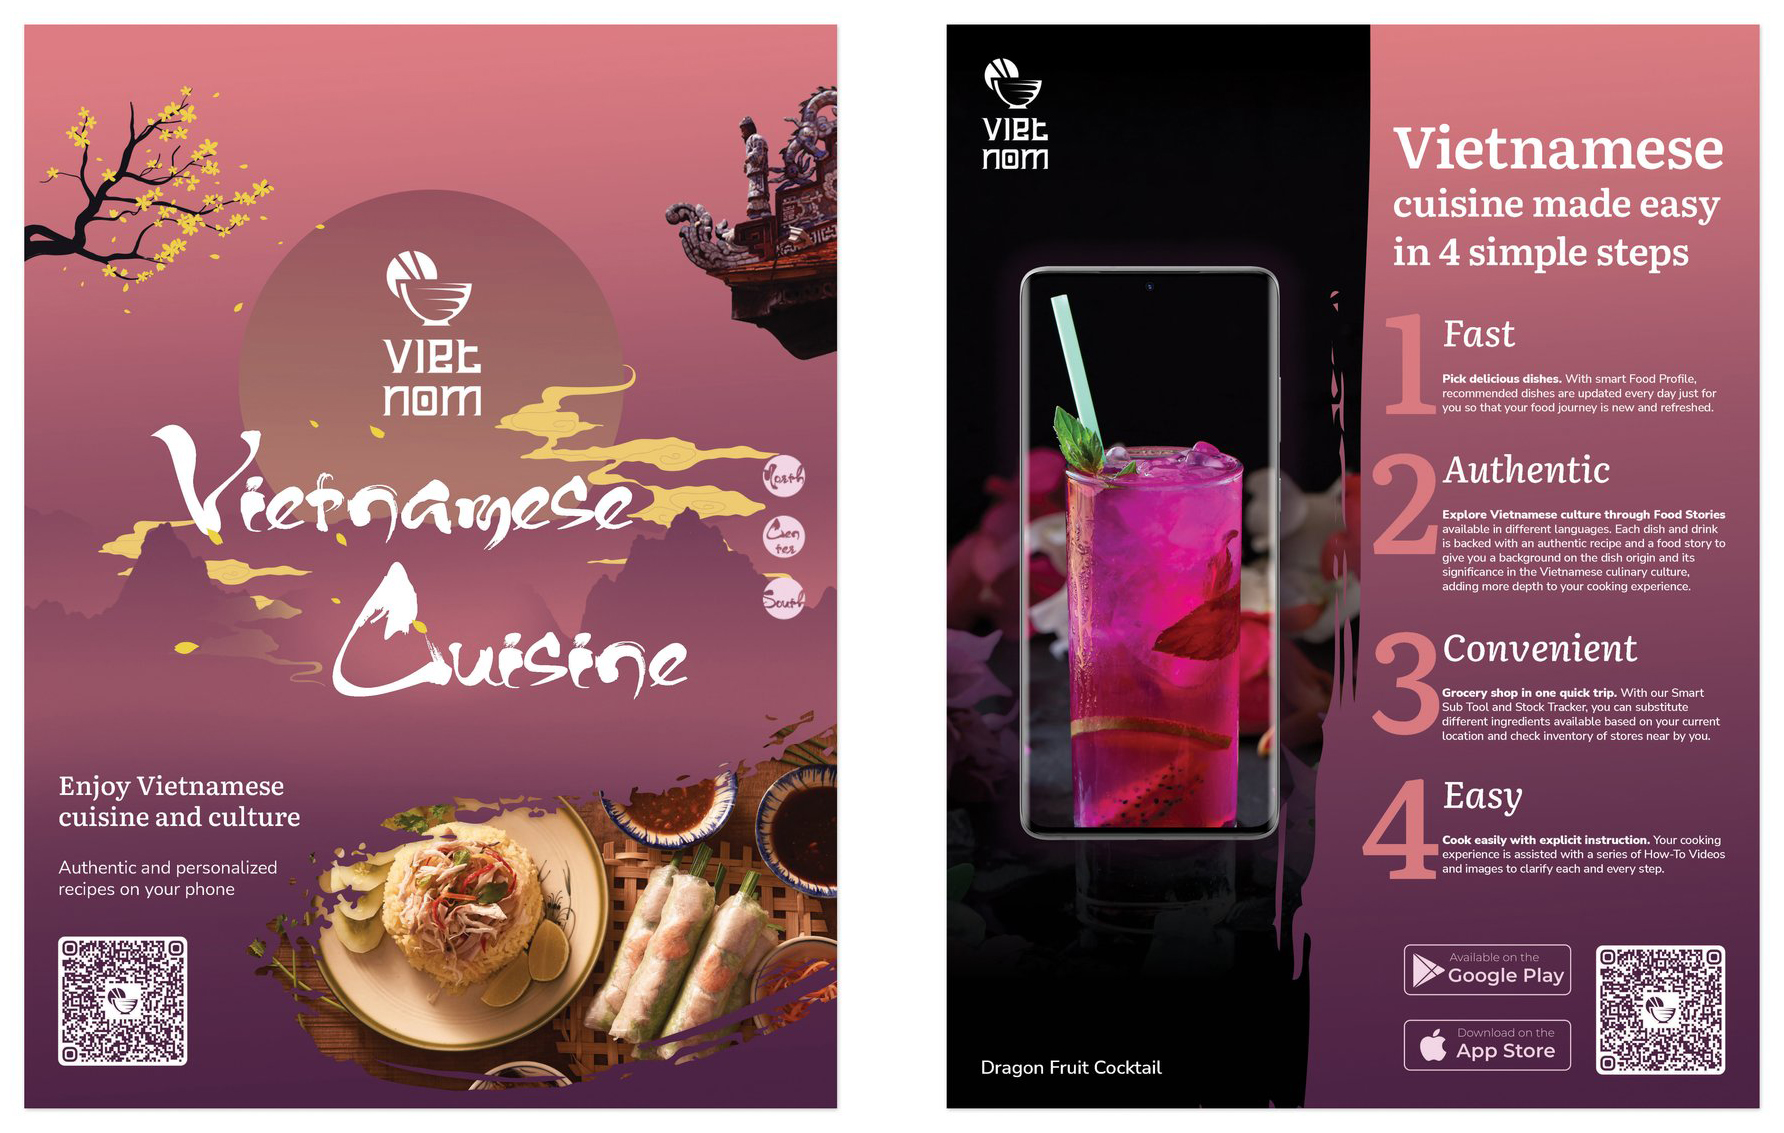 VIET
NOM
Vietnamese
Cuisine
North
Cen
ter
South
Enjoy Vietnamese
cuisine and culture
Authentic and personalized
recipes on your phone
VIET
NOM
Dragon Fruit Cocktail
Vietnamese
cuisine made easy
in 4 simple steps
1 Fast
Pick delicious dishes. With smart Food Profile,
recommended dishes are updated every day just for
you so that your food journey is new and refreshed.
2 Authentic
Explore Vietnamese culture through Food Stories
available in different languages. Each dish and drink
is backed with an authentic recipe and a food story to
give you a background on the dish origin and its
significance in the Vietnamese culinary culture,
adding more depth to your cooking experience.
3 Convenient
Grocery shop in one quick trip. With our Smart
Sub Tool and Stock Tracker, you can substitute
different ingredients available based on your current
location and check inventory of stores near by you.
4 Easy
Cook easily with explicit instruction. Your cooking
experience is assisted with a series of How-To Videos
and images to clarify each and every step.
Available on the
Google Play
Download on the
App Store